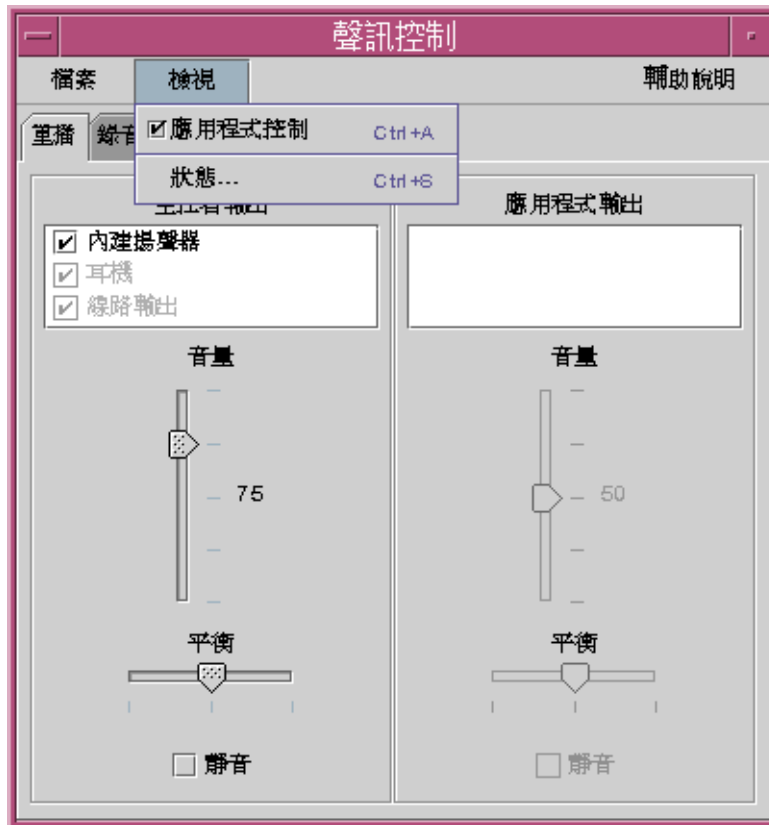 聲訊控制
檔案 檢視 輔助說明
重播 錄音
應用程式控制 Ctrl+A
狀態... Ctrl+S
應用程式輸出
內建揚聲器
耳機
線路輸出
音量 音量
75 50
平衡 平衡
靜音 靜音